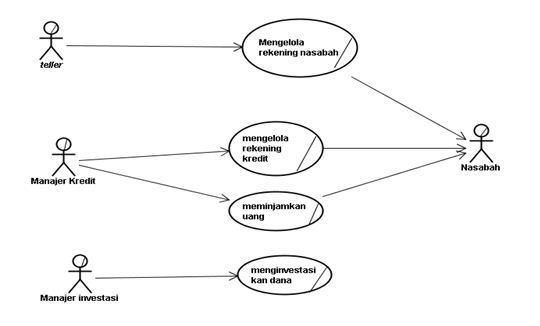 Mengelola
rekening nasabah
teller
mengelola
rekening
kredit
Manajer Kredit
Nasabah
meminjamkan
uang
menginvestasi
kan dana
Manajer investasi